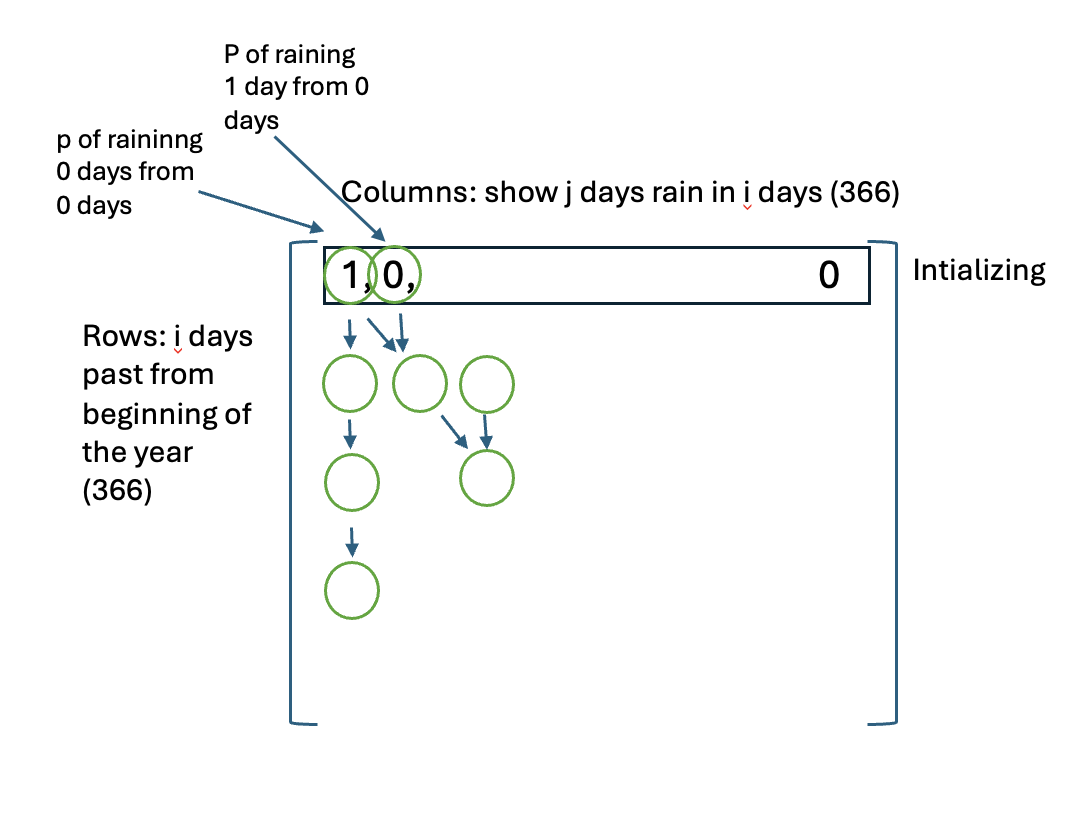 P of raining
1 day from 0
days
p of raininng
0 days from
0 days
Columns: show j days rain in i days (366)
1, 0, 0
Intializing
Rows: i days
past from
beginning of
the year
(366)